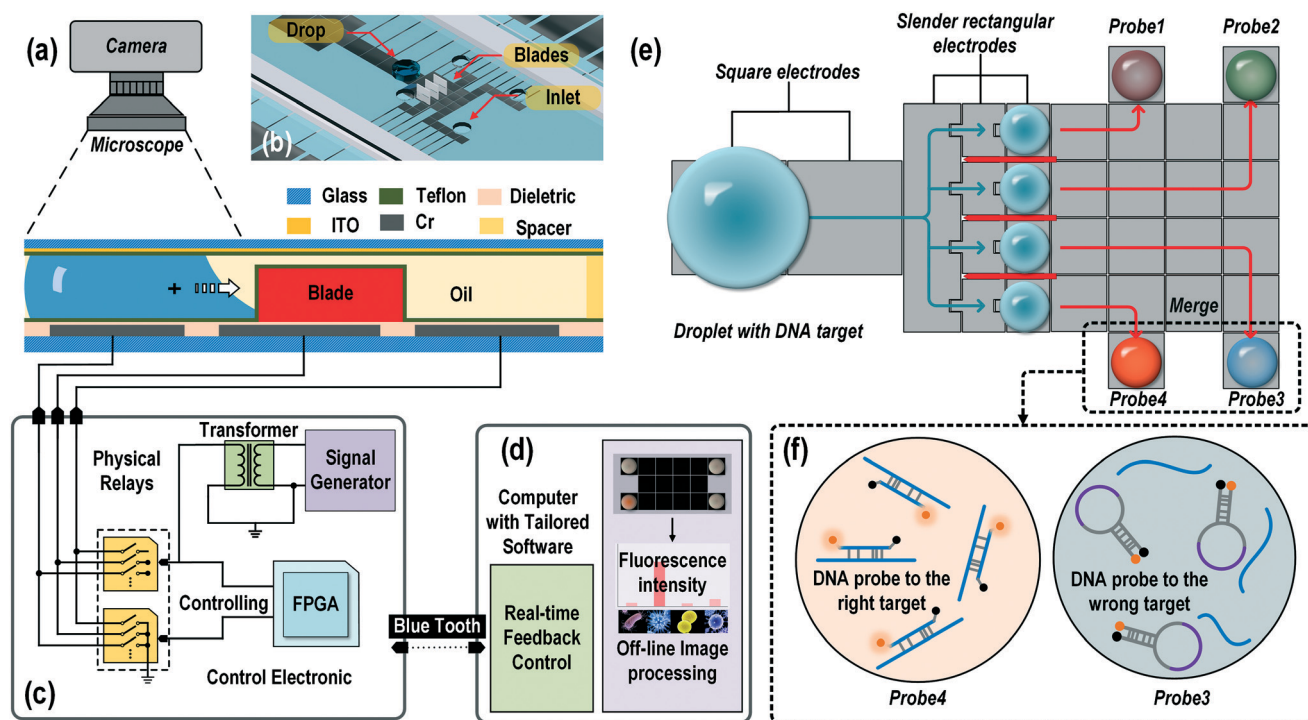 (a)
Camera
Microscope
Drop
Blades
Inlet
(b)
Glass
Teflon
Dieletric
ITO
Cr
Spacer
+
Blade
Oil
Transformer
Physical
Relays
Signal
Generator
Controlling
FPGA
Control Electronic
(c)
Blue Tooth
(d)
Computer
with Tailored
Software
Real-time
Feedback
Control
Fluorescence
intensity
Off-line Image
processing
(e)
Square electrodes
Slender rectangular
electrodes
Probe1
Probe2
Droplet with DNA target
Merge
Probe4
Probe3
(f)
DNA probe to the
right target
Probe4
DNA probe to the
wrong target
Probe3